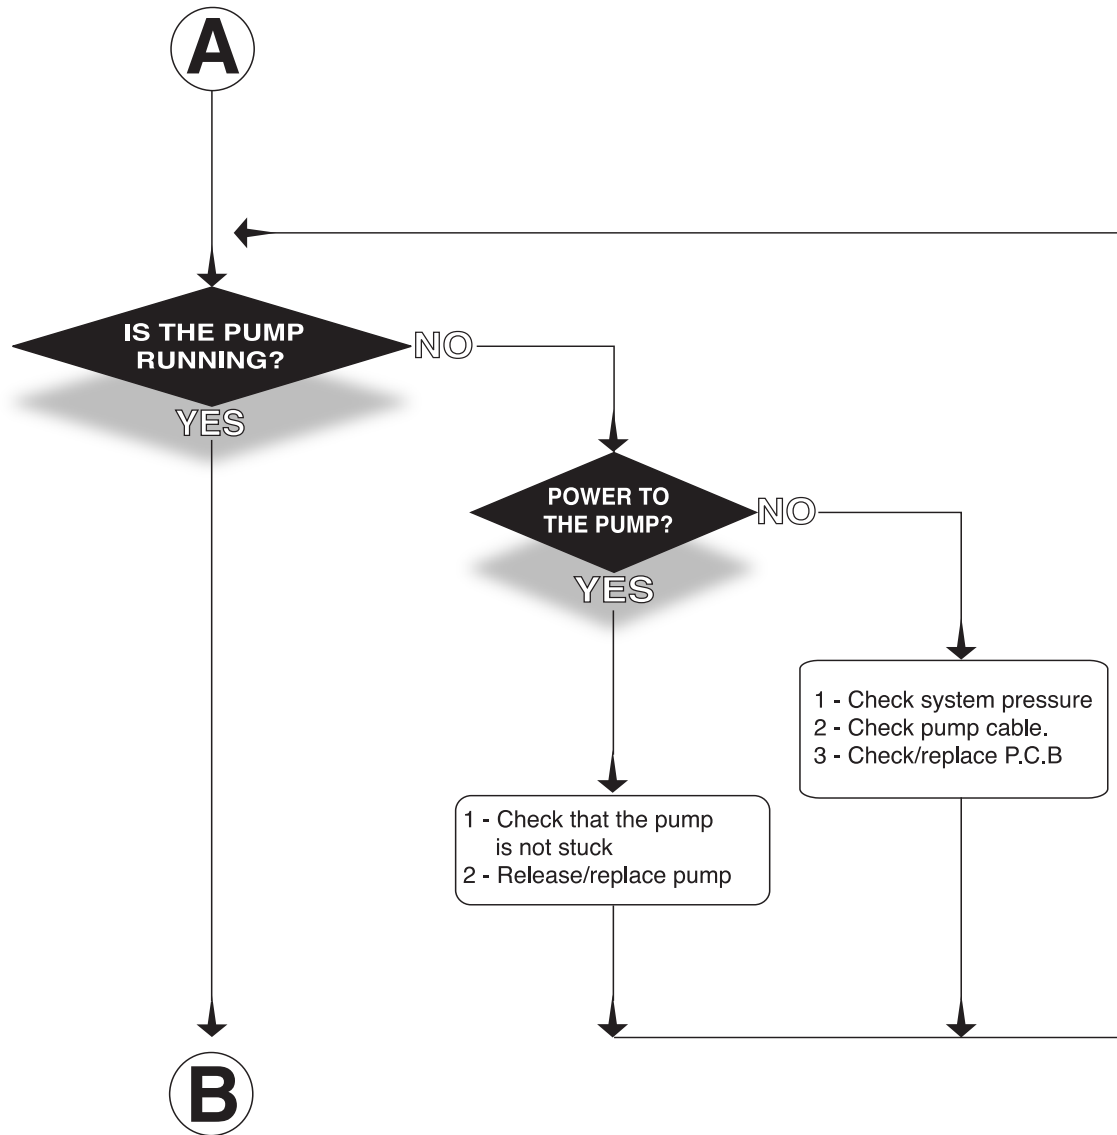 A
IS THE PUMP
RUNNING?
NO
YES
POWER TO
THE PUMP?
NO
YES
1 - Check system pressure
2 - Check pump cable.
3 - Check/replace P.C.B
1 - Check that the pump
is not stuck
2 - Release/replace pump
B